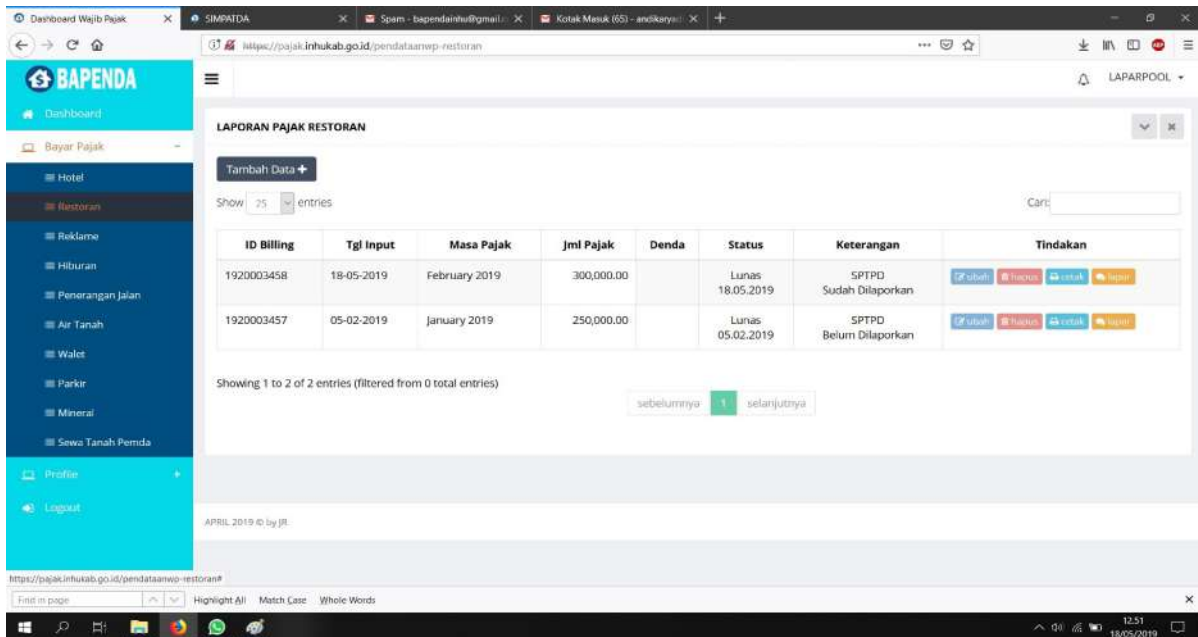 Dashboard Wajib Pajak
SIMPATDA
Spam - bapendainhu@gmail.c
Kotak Masuk (65) - andikaryac
https://pajak.inhukab.go.id/pendataanwp-restoran
BAPENDA
LAPARPOOL
Dashboard
Bayar Pajak
Hotel
Restoran
Reklame
Hiburan
Penerangan Jalan
Air Tanah
Walet
Parkir
Mineral
Sewa Tanah Pemda
Profile
Logout
LAPORAN PAJAK RESTORAN
Tambah Data +
Show 25 entries
Cari:
ID Billing Tgl Input Masa Pajak Jml Pajak Denda Status Keterangan Tindakan
1920003458 18-05-2019 February 2019 300,000.00 Lunas 18.05.2019 SPTPD Sudah Dilaporkan ubah hapus cetak lapor
1920003457 05-02-2019 January 2019 250,000.00 Lunas 05.02.2019 SPTPD Belum Dilaporkan ubah hapus cetak lapor
Showing 1 to 2 of 2 entries (filtered from 0 total entries)
sebelumnya 1 selanjutnya
APRIL 2019 © by JR
https://pajak.inhukab.go.id/pendataanwp-restoran#
Find in page
Highlight All Match Case Whole Words
12.51
18/05/2019